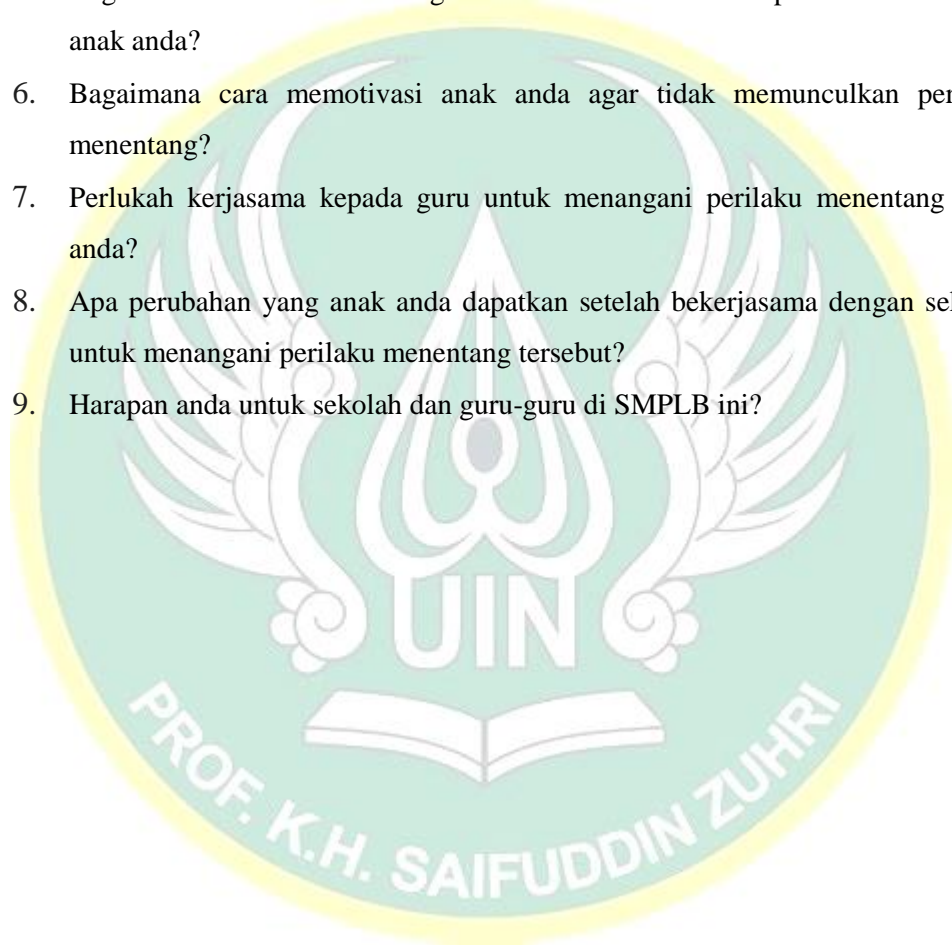 anak anda?
6. Bagaimana cara memotivasi anak anda agar tidak memunculkan per
menentang?
7. Perlukah kerjasama kepada guru untuk menangani perilaku menentang
anda?
8. Apa perubahan yang anak anda dapatkan setelah bekerjasama dengan sel
untuk menangani perilaku menentang tersebut?
9. Harapan anda untuk sekolah dan guru-guru di SMPLB ini?
UIN
PROF. K.H. SAIFUDDIN ZUHRI